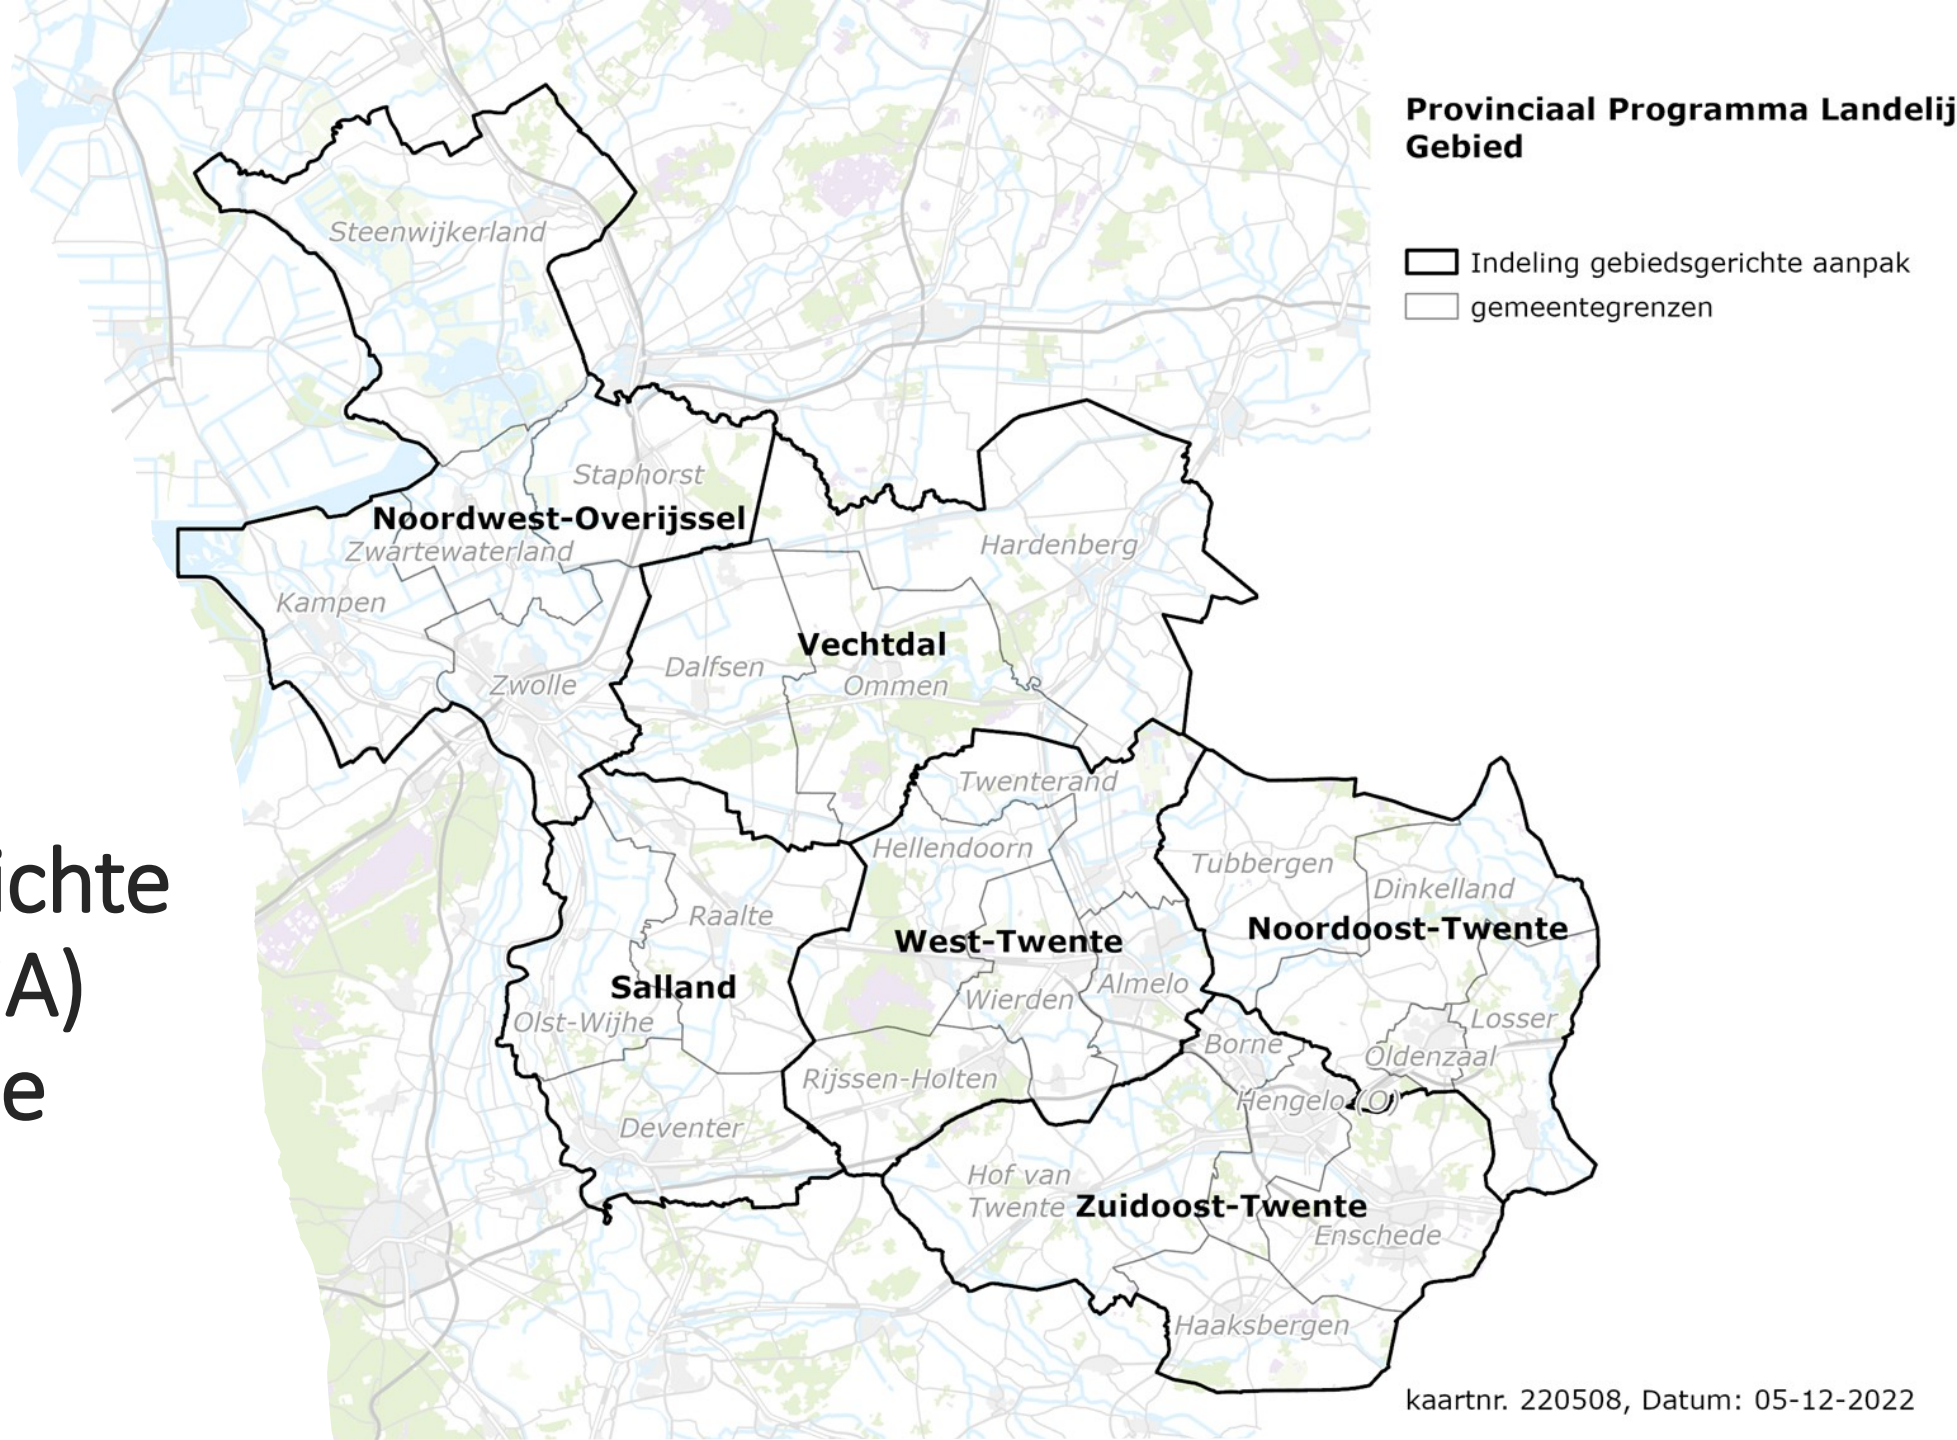 Provinciaal Programma Landelij
Gebied
Indeling gebiedsgerichte aanpak
gemeentegrenzen
Steenwijkerland
Staphorst
Noordwest-Overijssel
Zwartewaterland
Hardenberg
Kampen
Vechtdal
Dalfsen
Ommen
Zwolle
Twenterand
Hellendoorn
Tubbergen
Dinkelland
ichte
Raalte
Noordoost-Twente
West-Twente
Salland
Almelo
Wierden
A)
Olst-Wijhe
Losser
Borne
Oldenzaal
Rijssen-Holten
e
Hengelo (O)
Deventer
Hof van
Twente
Zuidoost-Twente
Enschede
Haaksbergen
kaartnr. 220508, Datum: 05-12-2022